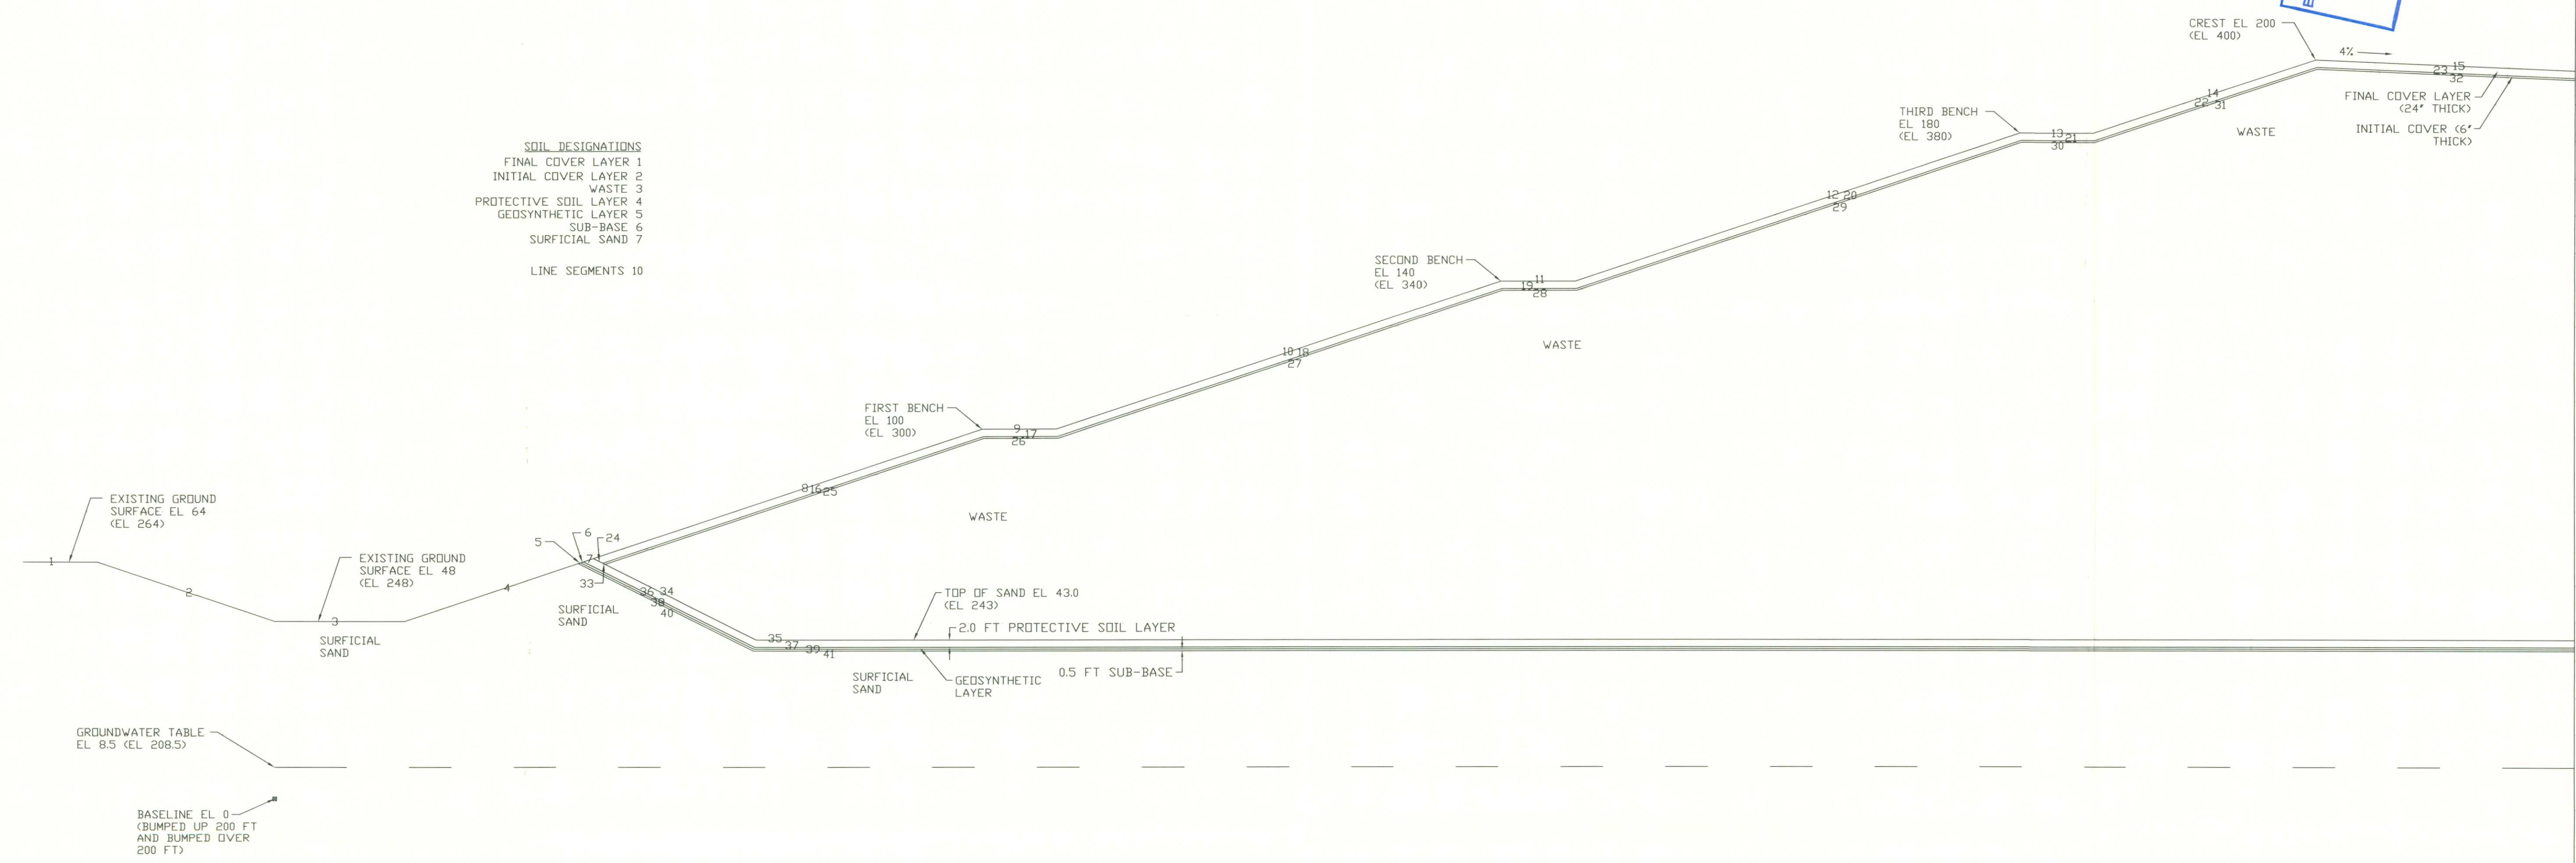 CREST EL 200
(EL 400)
4%
15
23
32
FINAL COVER LAYER
(24" THICK)
INITIAL COVER (6"
THICK)
14
22
31
WASTE
THIRD BENCH
EL 180
(EL 380)
13
21
30
SOIL DESIGNATIONS
FINAL COVER LAYER 1
INITIAL COVER LAYER 2
WASTE 3
PROTECTIVE SOIL LAYER 4
GEOSYNTHETIC LAYER 5
SUB-BASE 6
SURFICIAL SAND 7
LINE SEGMENTS 10
12 20
29
SECOND BENCH
EL 140
(EL 340)
11
19
28
WASTE
10 18
27
FIRST BENCH
EL 100
(EL 300)
9
17
26
8 16 25
WASTE
EXISTING GROUND
SURFACE EL 64
(EL 264)
1
2
EXISTING GROUND
SURFACE EL 48
(EL 248)
3
4
SURFICIAL
SAND
5
6
24
7
33
SURFICIAL
SAND
36 34
38
40
TOP OF SAND EL 43.0
(EL 243)
2.0 FT PROTECTIVE SOIL LAYER
35
37
39
41
SURFICIAL
SAND
GEOSYNTHETIC
LAYER
0.5 FT SUB-BASE
GROUNDWATER TABLE
EL 8.5 (EL 208.5)
BASELINE EL 0
(BUMPED UP 200 FT
AND BUMPED OVER
200 FT)